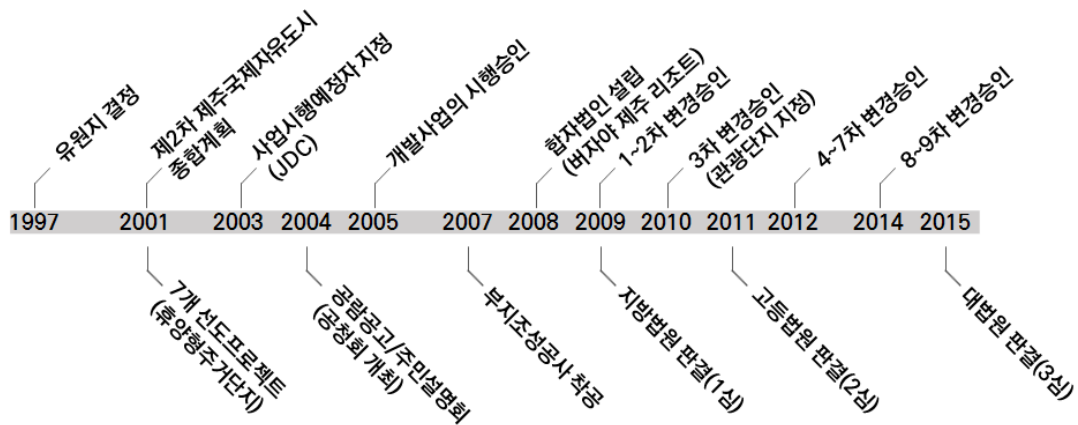 유원지 결정
제2차 제주국제자유도시
종합계획
사업시행예정자 지정
(JDC)
개발사업의 시행승인
합자법인 설립
(버자야 제주 리조트)
1~2차 변경승인
3차 변경승인
(관광단지 지정)
4~7차 변경승인
8~9차 변경승인
1997 2001 2003 2004 2005 2007 2008 2009 2010 2011 2012 2014 2015
7개 선도프로젝트
(휴양형주거단지)
공람공고/주민설명회
(공청회 개최)
부지조성공사 착공
지방법원 판결(1심)
고등법원 판결(2심)
대법원 판결(3심)